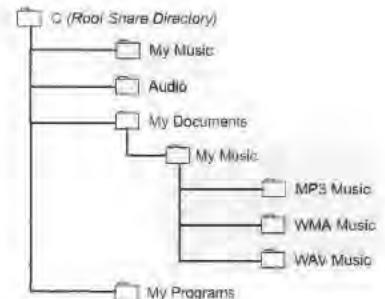 C (Root Share Directory)
My Music
Audio
My Documents
My Music
MP3 Music
WMA Music
WAV Music
My Programs